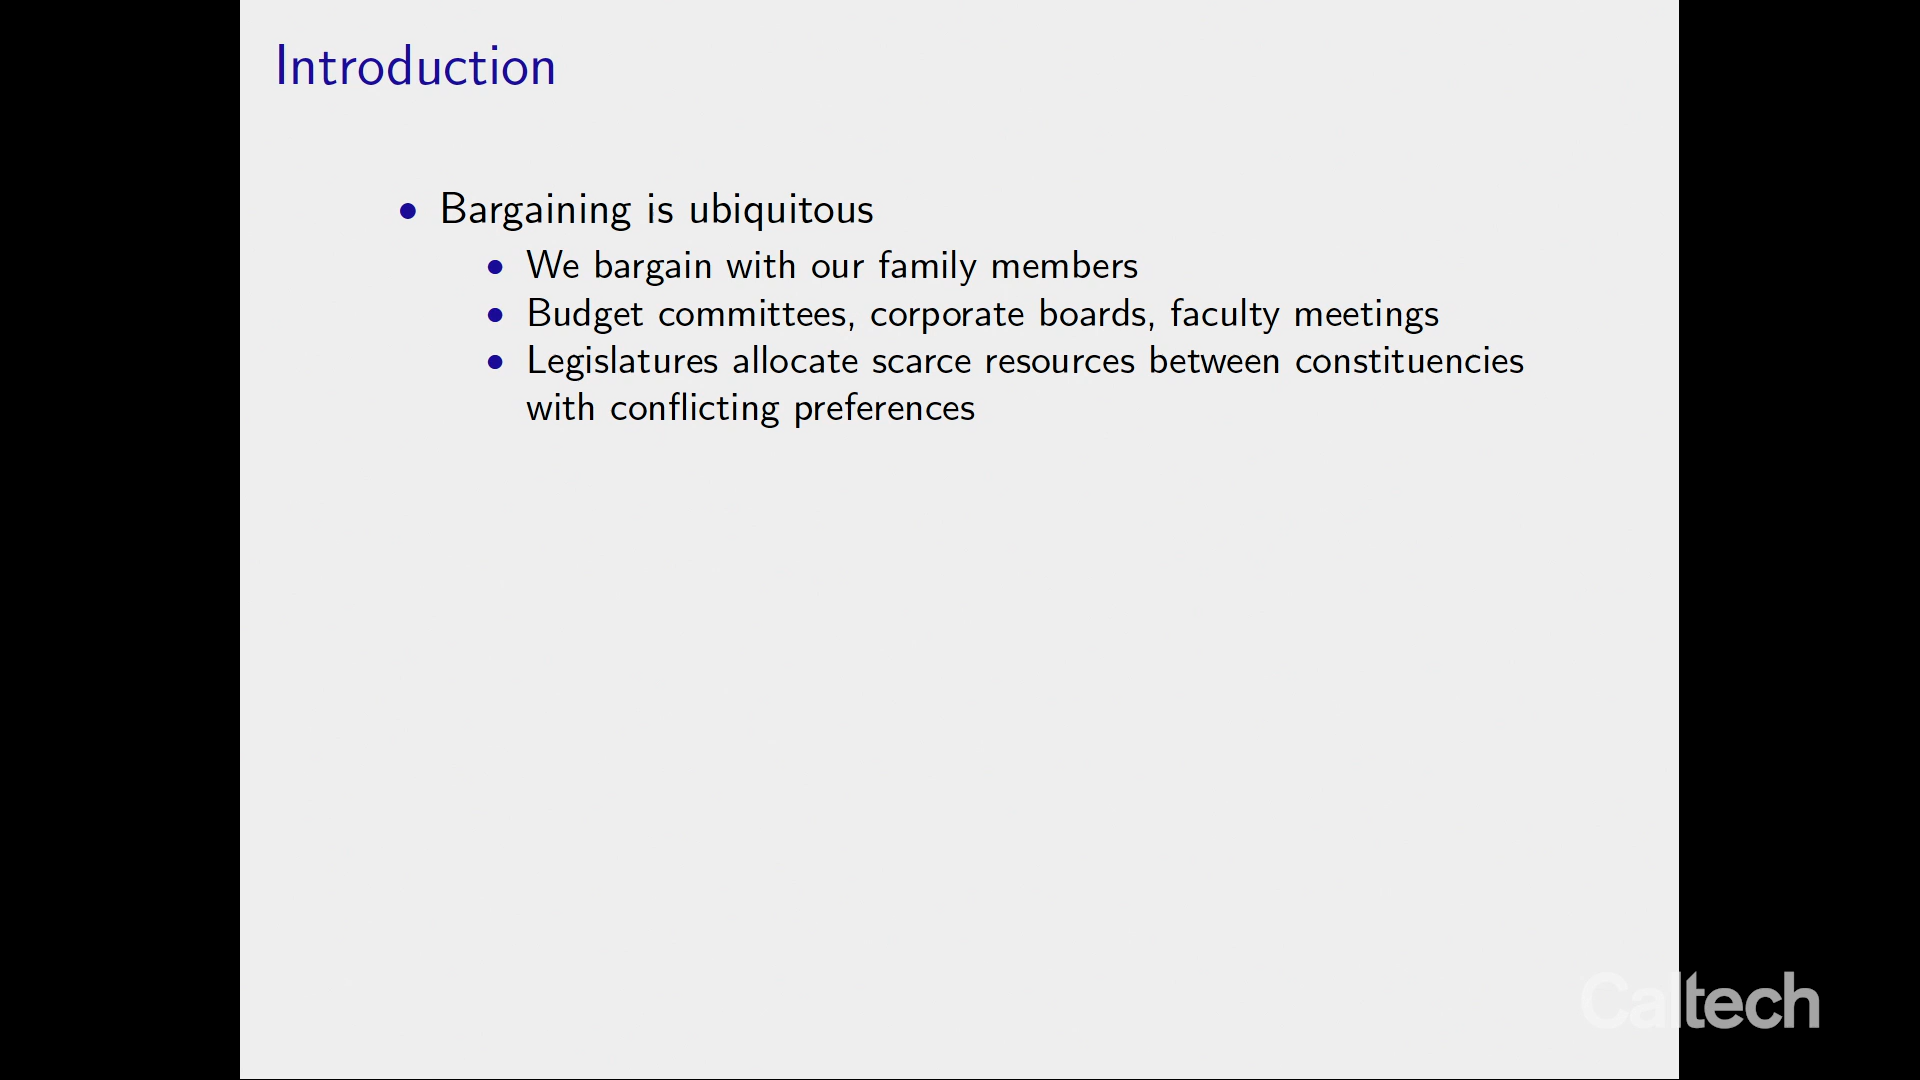 Introduction
• Bargaining is ubiquitous
• We bargain with our family members
• Budget committees, corporate boards, faculty meetings
• Legislatures allocate scarce resources between constituencies
with conflicting preferences
Caltech